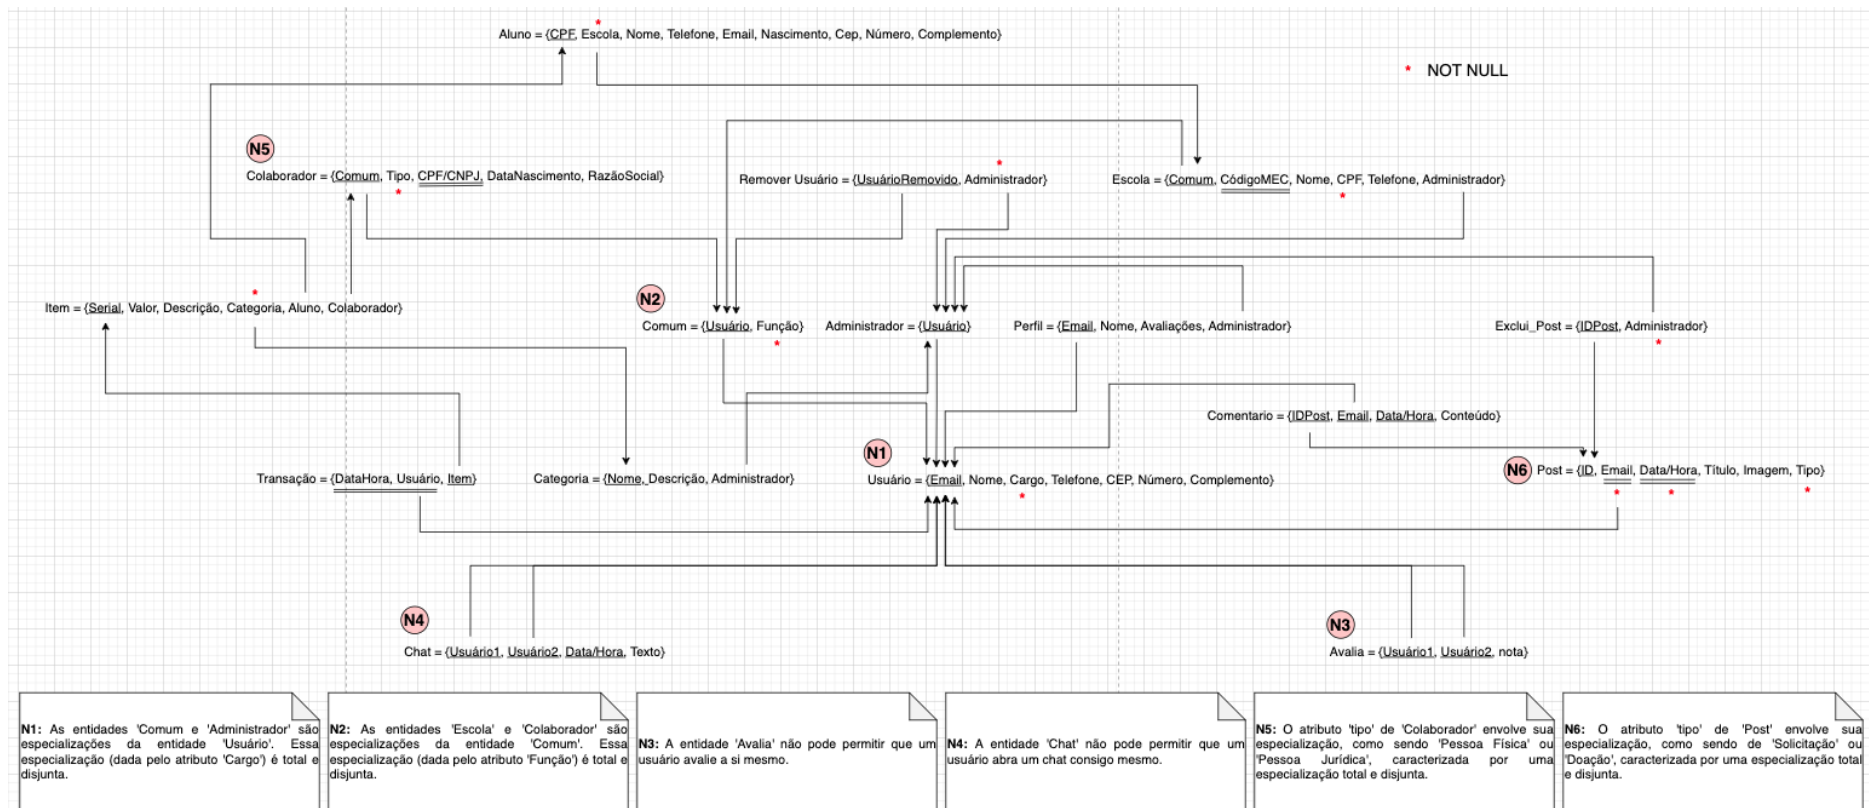 Aluno = {CPF, Escola, Nome, Telefone, Email, Nascimento, Cep, Número, Complemento}
* NOT NULL
N5
Colaborador = {Comum, Tipo, CPF/CNPJ, DataNascimento, RazãoSocial}
Remover Usuário = {UsuárioRemovido, Administrador}
Escola = {Comum, CódigoMEC, Nome, CPF, Telefone, Administrador}
Item = {Serial, Valor, Descrição, Categoria, Aluno, Colaborador}
N2
Comum = {Usuário, Função}
Administrador = {Usuário}
Perfil = {Email, Nome, Avaliações, Administrador}
Exclui_Post = {IDPost, Administrador}
Comentario = {IDPost, Email, Data/Hora, Conteúdo}
Transação = {DataHora, Usuário, Item}
Categoria = {Nome, Descrição, Administrador}
N1
Usuário = {Email, Nome, Cargo, Telefone, CEP, Número, Complemento}
N6
Post = {ID, Email, Data/Hora, Título, Imagem, Tipo}
N4
Chat = {Usuário1, Usuário2, Data/Hora, Texto}
N3
Avalia = {Usuário1, Usuário2, nota}
N1: As entidades 'Comum e 'Administrador' são
especializações da entidade 'Usuário'. Essa
especialização (dada pelo atributo 'Cargo') é total e
disjunta.
N2: As entidades 'Escola' e 'Colaborador' são
especializações da entidade 'Comum'. Essa
especialização (dada pelo atributo 'Função') é total e
disjunta.
N3: A entidade 'Avalia' não pode permitir que um
usuário avalie a si mesmo.
N4: A entidade 'Chat' não pode permitir que um
usuário abra um chat consigo mesmo.
N5: O atributo 'tipo' de 'Colaborador' envolve sua
especialização, como sendo 'Pessoa Física' ou
'Pessoa Jurídica', caracterizada por uma
especialização total e disjunta.
N6: O atributo 'tipo' de 'Post' envolve sua
especialização, como sendo de 'Solicitação' ou
'Doação', caracterizada por uma especialização total
e disjunta.